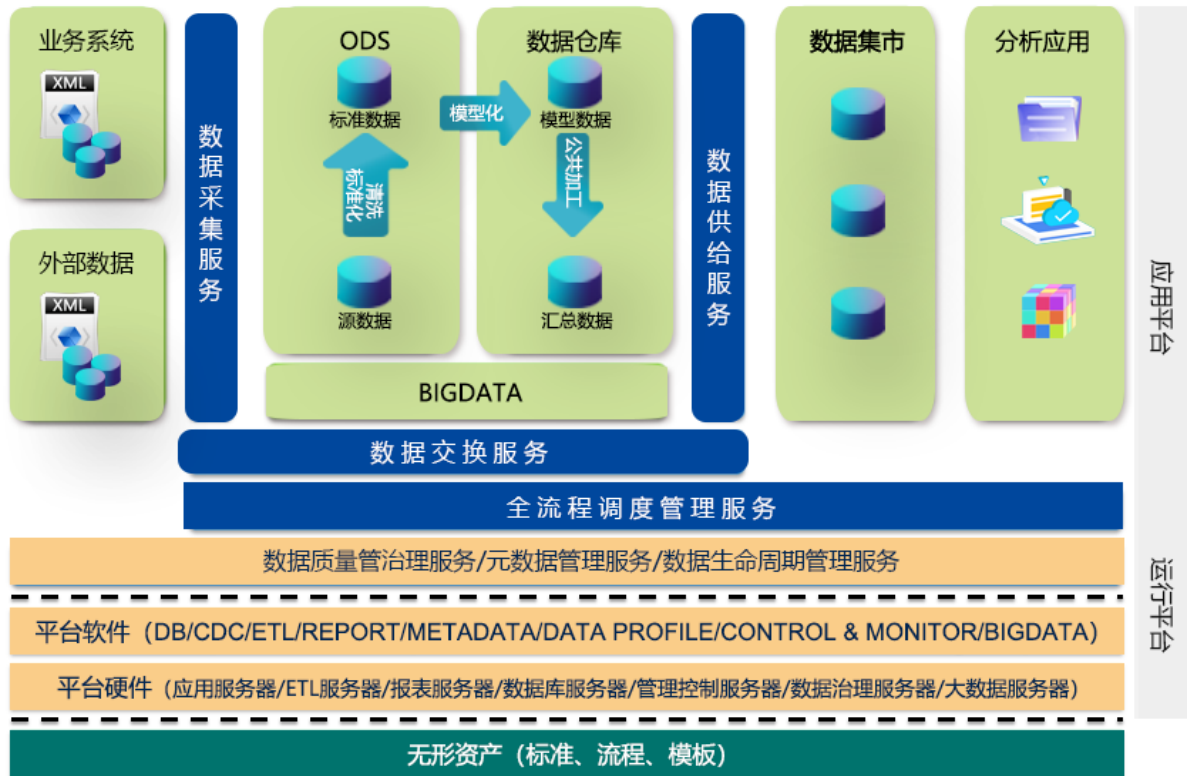 业务系统
XML
外部数据
XML
数据采集服务
ODS
标准数据
清洗
标准化
源数据
模型化
数据仓库
模型数据
公共加工
汇总数据
BIGDATA
数据供给服务
数据集市
分析应用
数据交换服务
全流程调度管理服务
数据质量管治理服务/元数据管理服务/数据生命周期管理服务
平台软件（DB/CDC/ETL/REPORT/METADATA/DATA PROFILE/CONTROL & MONITOR/BIGDATA）
平台硬件（应用服务器/ETL服务器/报表服务器/数据库服务器/管理控制服务器/数据治理服务器/大数据服务器）
无形资产（标准、流程、模板）
应用平台
运行平台